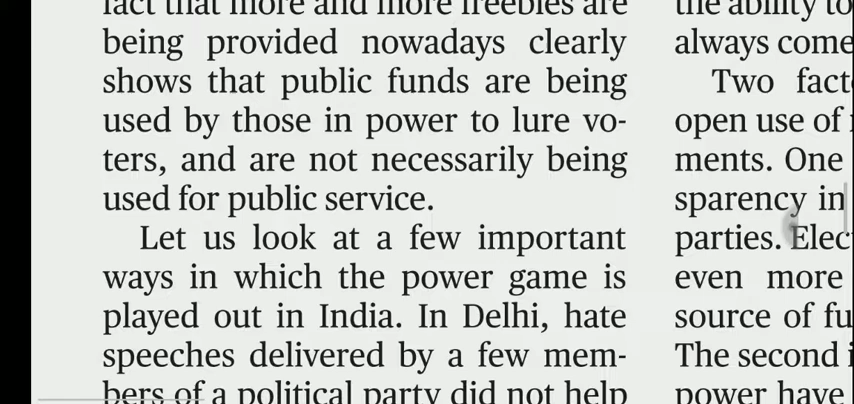 fact that more and more freebies are
being provided nowadays clearly
shows that public funds are being
used by those in power to lure vo-
ters, and are not necessarily being
used for public service.
Let us look at a few important
ways in which the power game is
played out in India. In Delhi, hate
speeches delivered by a few mem-
bers of a political party did not help
the ability to
always come
Two
open use of
ments. One
sparency in
parties.
even more
source of
The second
power have